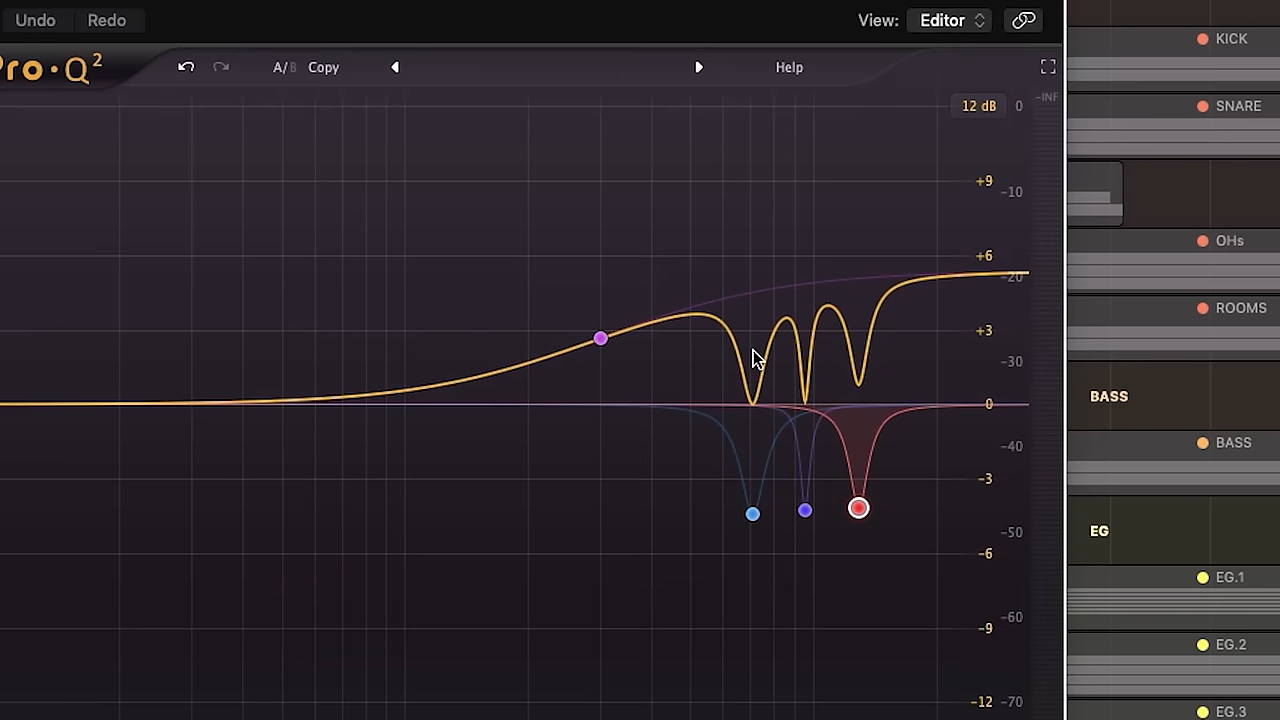 Undo Redo View: Editor
Pro·Q²
A/B Copy Help
12 dB 0 -INF
+9 -10
+6 -20
+3 -30
0 -40
-3 -50
-6 -60
-9
-12 -70
KICK
SNARE
OHs
ROOMS
BASS
BASS
EG
EG.1
EG.2
EG.3